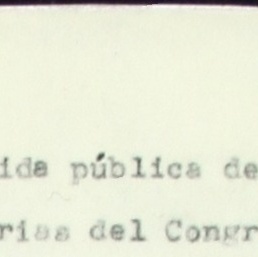 ida pública de
rias del Congr